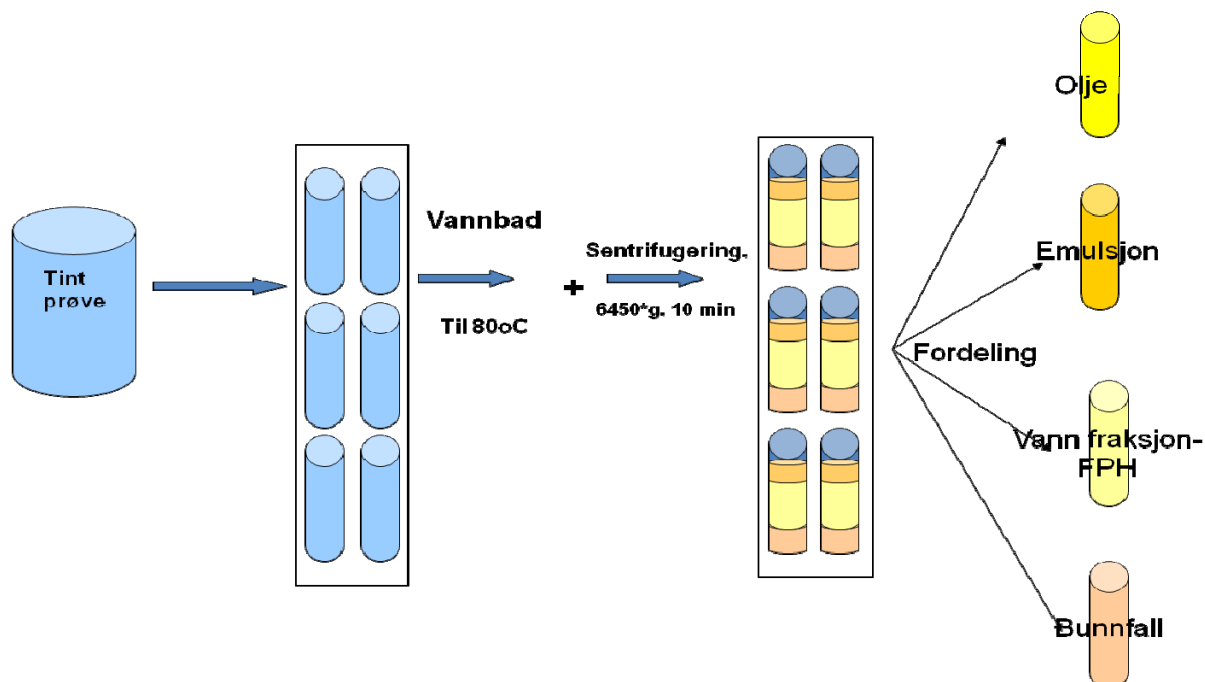 Tint
prøve
Vannbad
Til 80oC
+
Sentrifugering,
6450*g, 10 min
Fordeling
Olje
Emulsjon
Vann fraksjon-
FPH
Bunnfall